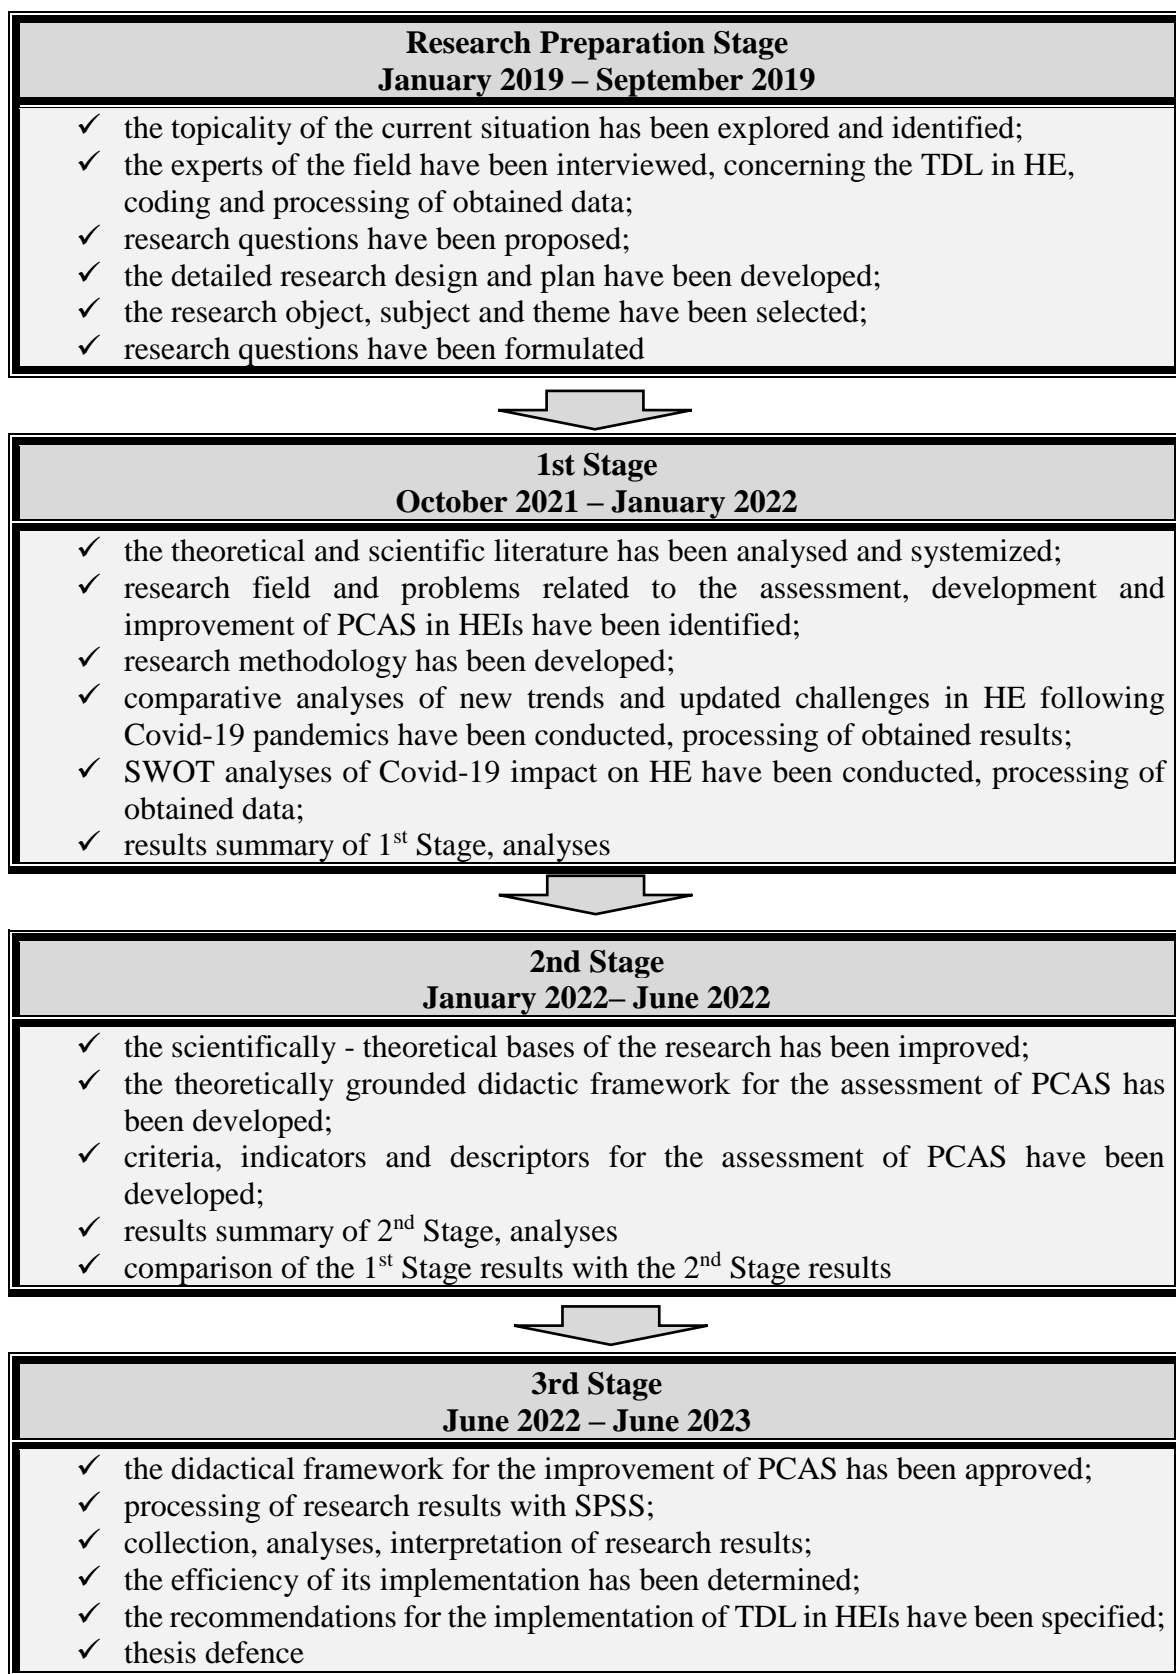 Research Preparation Stage
January 2019 – September 2019
✓ the topicality of the current situation has been explored and identified;
✓ the experts of the field have been interviewed, concerning the TDL in HE,
coding and processing of obtained data;
✓ research questions have been proposed;
✓ the detailed research design and plan have been developed;
✓ the research object, subject and theme have been selected;
✓ research questions have been formulated
1st Stage
October 2021 – January 2022
✓ the theoretical and scientific literature has been analysed and systemized;
✓ research field and problems related to the assessment, development and
improvement of PCAS in HEIs have been identified;
✓ research methodology has been developed;
✓ comparative analyses of new trends and updated challenges in HE following
Covid-19 pandemics have been conducted, processing of obtained results;
✓ SWOT analyses of Covid-19 impact on HE have been conducted, processing of
obtained data;
✓ results summary of 1st Stage, analyses
2nd Stage
January 2022– June 2022
✓ the scientifically - theoretical bases of the research has been improved;
✓ the theoretically grounded didactic framework for the assessment of PCAS has
been developed;
✓ criteria, indicators and descriptors for the assessment of PCAS have been
developed;
✓ results summary of 2nd Stage, analyses
✓ comparison of the 1st Stage results with the 2nd Stage results
3rd Stage
June 2022 – June 2023
✓ the didactical framework for the improvement of PCAS has been approved;
✓ processing of research results with SPSS;
✓ collection, analyses, interpretation of research results;
✓ the efficiency of its implementation has been determined;
✓ the recommendations for the implementation of TDL in HEIs have been specified;
✓ thesis defence